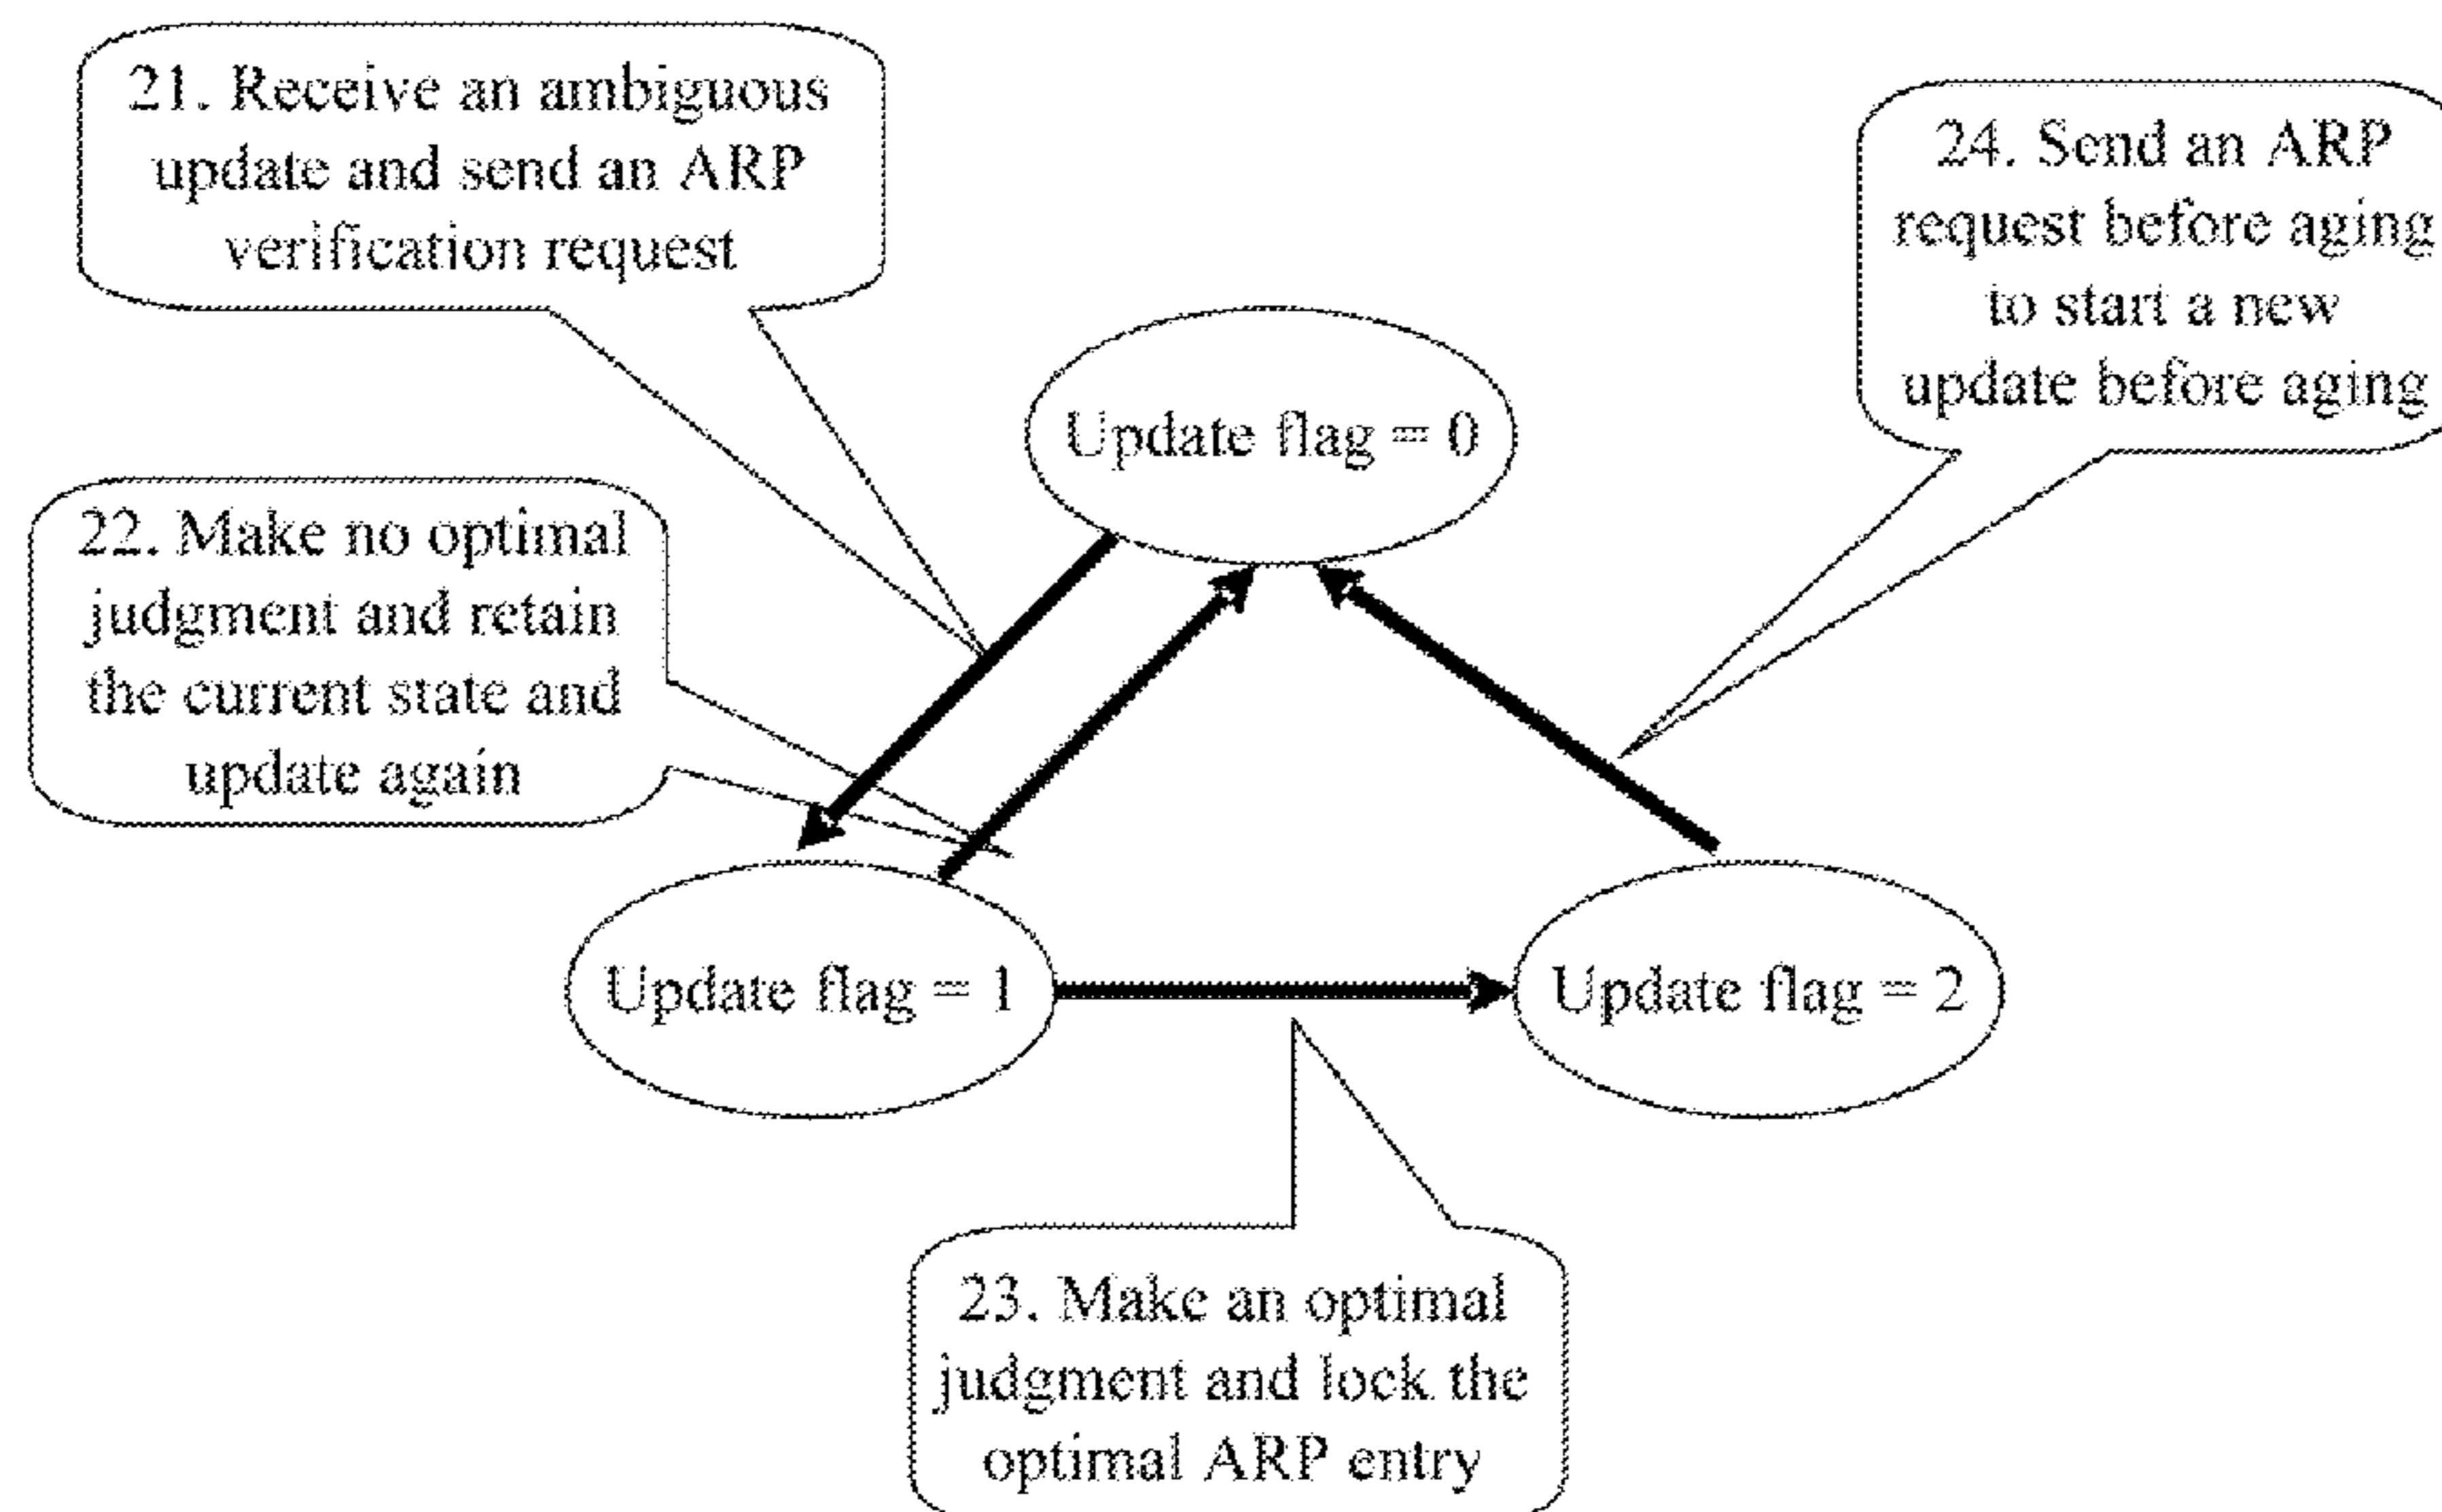 21. Receive an ambiguous
update and send an ARP
verification request
24. Send an ARP
request before aging
to start a new
update before aging
Update flag = 0
22. Make no optimal
judgment and retain
the current state and
update again
Update flag = 1
Update flag = 2
23. Make an optimal
judgment and lock the
optimal ARP entry